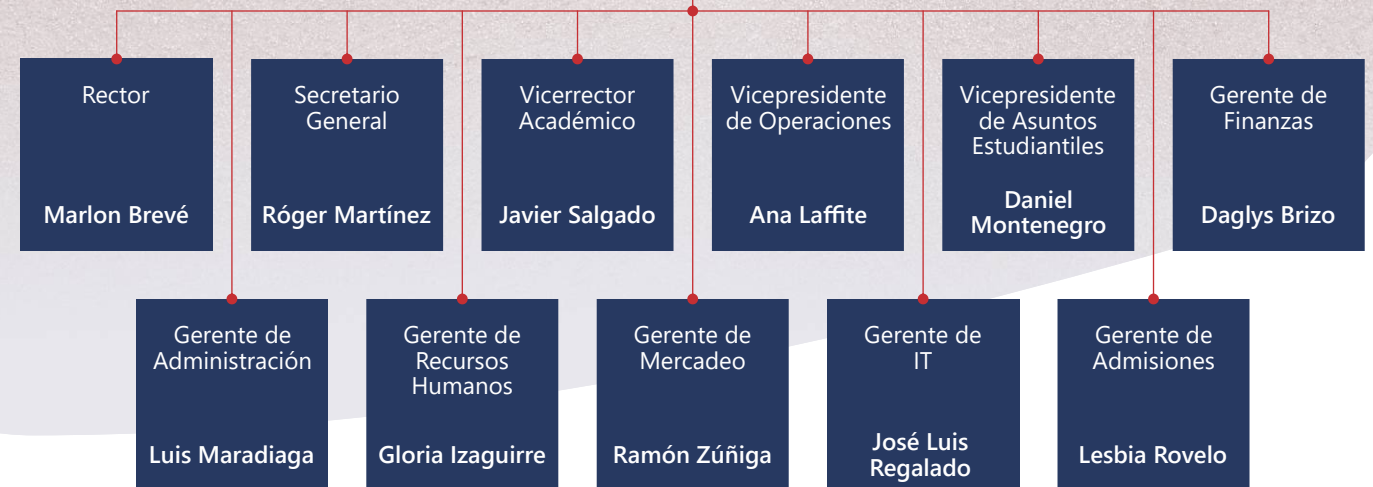 Rector
Marlon Brevé
Secretario
General
Róger Martínez
Vicerrector
Académico
Javier Salgado
Vicepresidente
de Operaciones
Ana Laffite
Vicepresidente
de Asuntos
Estudiantiles
Daniel
Montenegro
Gerente de
Finanzas
Daglys Brizo
Gerente de
Administración
Luis Maradiaga
Gerente de
Recursos
Humanos
Gloria Izaguirre
Gerente de
Mercadeo
Ramón Zúñiga
Gerente de
IT
José Luis
Regalado
Gerente de
Admisiones
Lesbia Rovelo